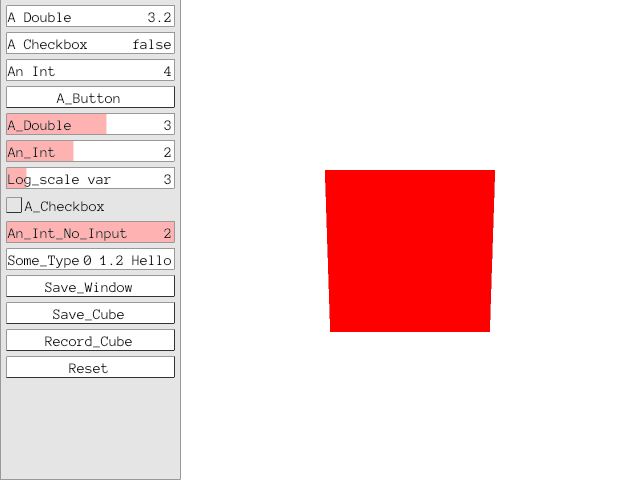 A Double 3.2
A Checkbox false
An Int 4
A_Button
A_Double 3
An_Int 2
Log_scale var 3
A_Checkbox
An_Int_No_Input 2
Some_Type 0 1.2 Hello
Save_Window
Save_Cube
Record_Cube
Reset